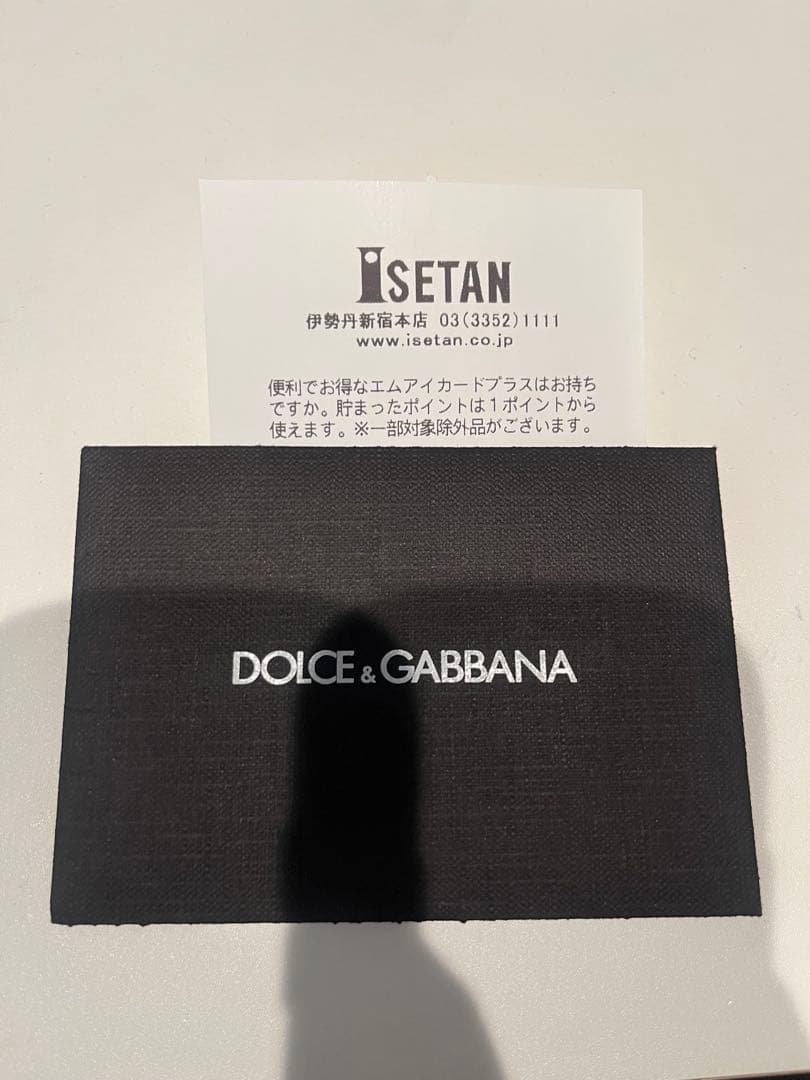 ISETAN
伊勢丹新宿本店 03(3352)1111
www.isetan.co.jp
便利でお得なエムアイカードプラスはお持ち
ですか。貯まったポイントは1ポイントから
使えます。※一部対象除外品がございます。
DOLCE & GABBANA